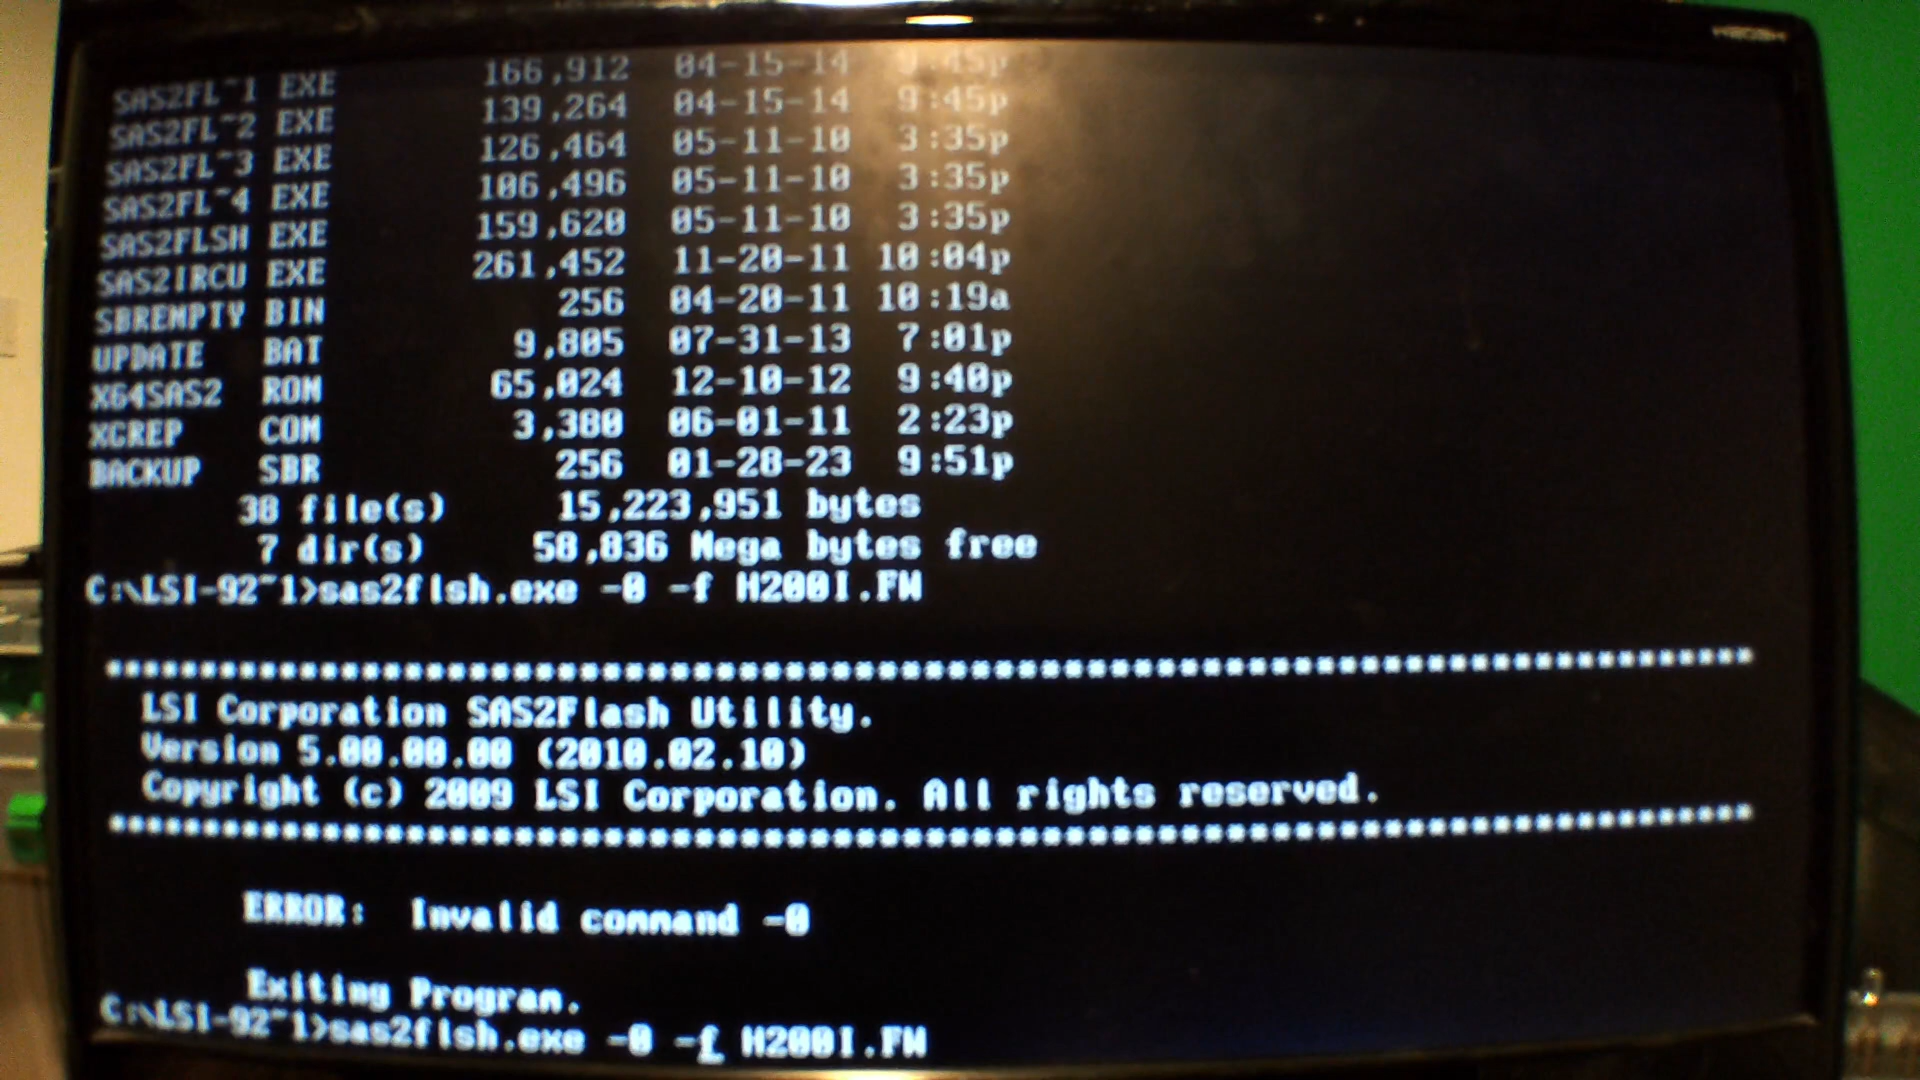 SAS2FL~1 EXE 166,912 04-15-14 9:45p
SAS2FL~2 EXE 139,264 04-15-14 9:45p
SAS2FL~3 EXE 126,464 05-11-10 3:35p
SAS2FL~4 EXE 106,496 05-11-10 3:35p
SAS2FLSH EXE 159,620 05-11-10 3:35p
SAS2IRCU EXE 261,452 11-20-11 10:04p
SBREMPTY BIN 256 04-20-11 10:19a
UPDATE BAT 9,805 07-31-13 7:01p
X64SAS2 ROM 65,024 12-10-12 9:40p
XGREP COM 3,380 06-01-11 2:23p
BACKUP SBR 256 01-28-23 9:51p
38 file(s) 15,223,951 bytes
7 dir(s) 58,836 Mega bytes free
C:\LSI-92~1>sas2flsh.exe -0 -f H200I.FW
********************************************************************************
LSI Corporation SAS2Flash Utility.
Version 5.00.00.00 (2010.02.10)
Copyright (c) 2009 LSI Corporation. All rights reserved.
********************************************************************************
ERROR: Invalid command -0
Exiting Program.
C:\LSI-92~1>sas2flsh.exe -0 -f H200I.FW